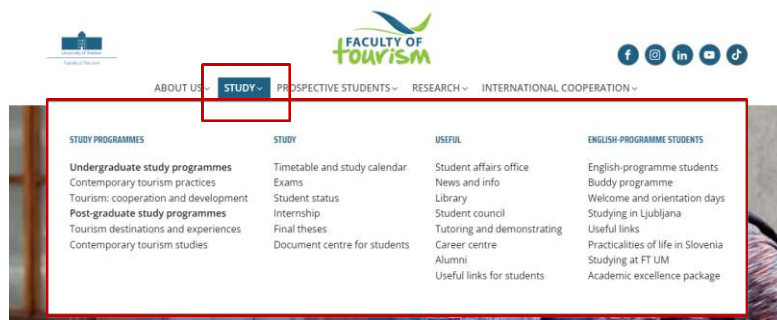 University of Maribor
Faculty of Tourism
FACULTY OF
tourism
ABOUT US STUDY PROSPECTIVE STUDENTS RESEARCH INTERNATIONAL COOPERATION
STUDY PROGRAMMES
Undergraduate study programmes
Contemporary tourism practices
Tourism: cooperation and development
Post-graduate study programmes
Tourism destinations and experiences
Contemporary tourism studies
STUDY
Timetable and study calendar
Exams
Student status
Internship
Final theses
Document centre for students
USEFUL
Student affairs office
News and info
Library
Student council
Tutoring and demonstrating
Career centre
Alumni
Useful links for students
ENGLISH-PROGRAMME STUDENTS
English-programme students
Buddy programme
Welcome and orientation days
Studying in Ljubljana
Useful links
Practicalities of life in Slovenia
Studying at FT UM
Academic excellence package